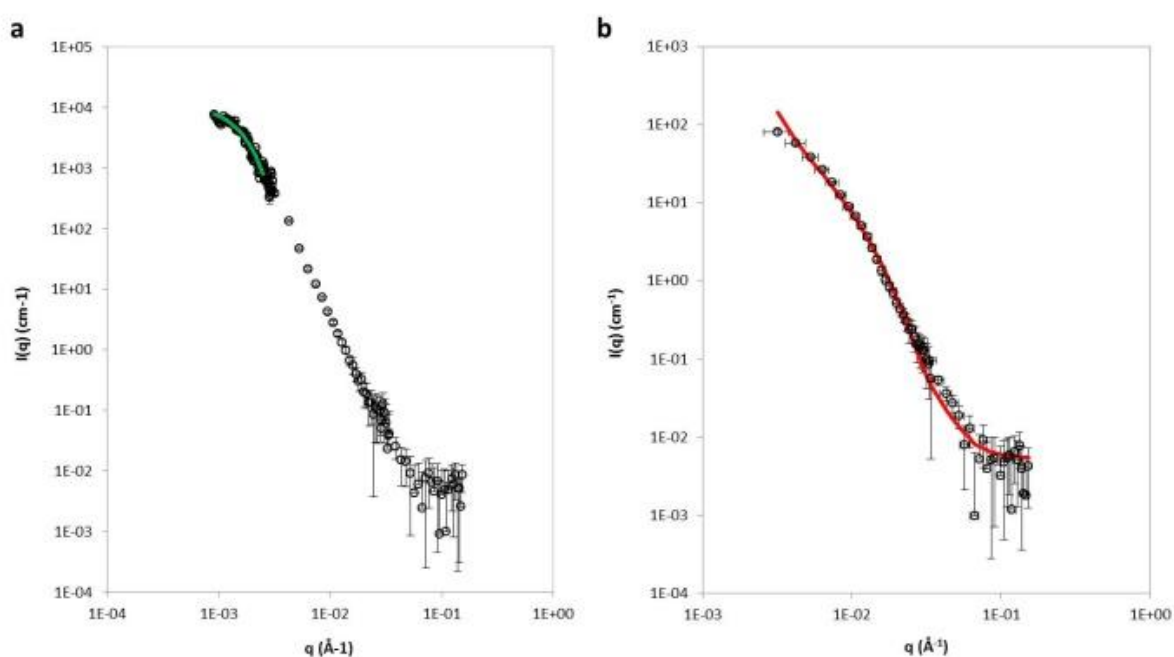 a
1E+05
1E+04
1E+03
1E+02
1E+01
1E+00
1E-01
1E-02
1E-03
1E-04
I(q) (cm-1)
1E-04 1E-03 1E-02 1E-01 1E+00
q (Å-1)
b
1E+03
1E+02
1E+01
1E+00
1E-01
1E-02
1E-03
1E-04
I(q) (cm⁻¹)
1E-03 1E-02 1E-01 1E+00
q (Å⁻¹)